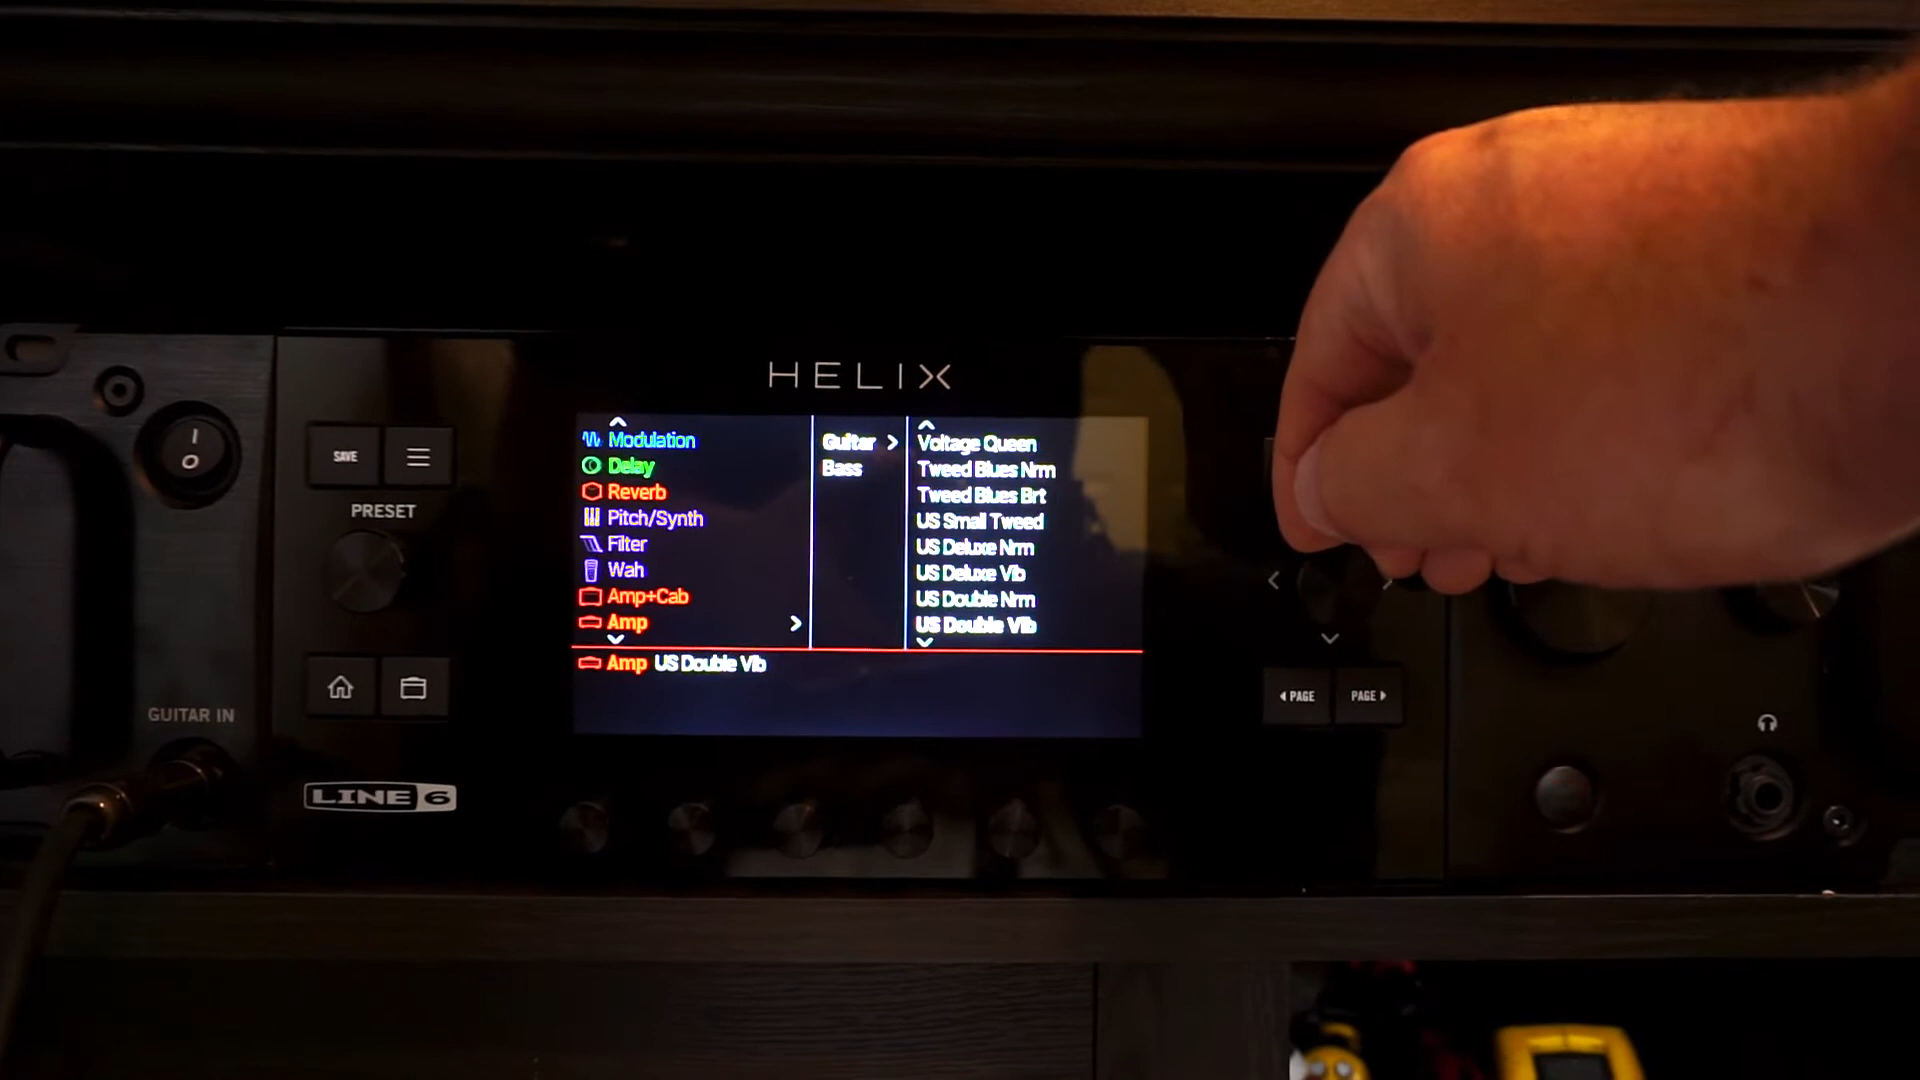 HELIX
I
O
SAVE
PRESET
GUITAR IN
LINE 6
Modulation
Delay
Reverb
Pitch/Synth
Filter
Wah
Amp+Cab
Amp >
Guitar >
Bass
Voltage Queen
Tweed Blues Nrm
Tweed Blues Brt
US Small Tweed
US Deluxe Nrm
US Deluxe Vib
US Double Nrm
US Double Vib
Amp US Double Vib
PAGE
PAGE